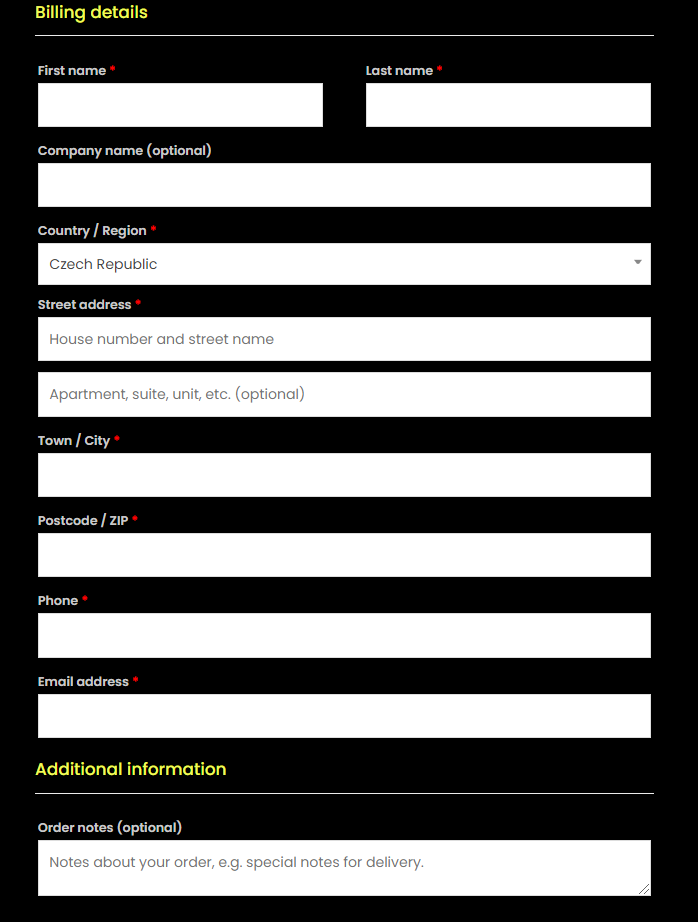 Billing details
First name *
Last name *
Company name (optional)
Country / Region *
Czech Republic
Street address *
House number and street name
Apartment, suite, unit, etc. (optional)
Town / City *
Postcode / ZIP *
Phone *
Email address *
Additional information
Order notes (optional)
Notes about your order, e.g. special notes for delivery.